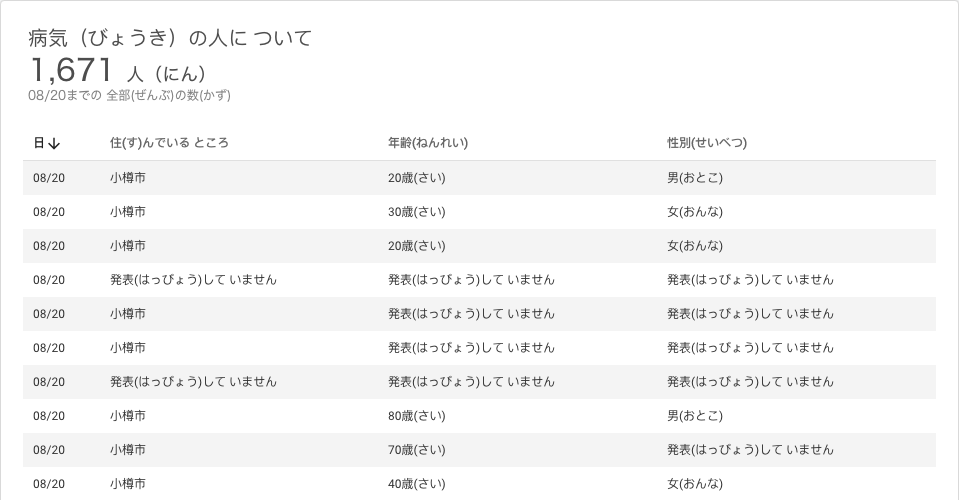 病気（びょうき）の人に ついて
1,671 人（にん）
08/20までの 全部(ぜんぶ)の数(かず)
日↓ 住(す)んでいる ところ 年齢(ねんれい) 性別(せいべつ)
08/20 小樽市 20歳(さい) 男(おとこ)
08/20 小樽市 30歳(さい) 女(おんな)
08/20 小樽市 20歳(さい) 女(おんな)
08/20 発表(はっぴょう)して いません 発表(はっぴょう)して いません 発表(はっぴょう)して いません
08/20 小樽市 発表(はっぴょう)して いません 発表(はっぴょう)して いません
08/20 小樽市 発表(はっぴょう)して いません 発表(はっぴょう)して いません
08/20 発表(はっぴょう)して いません 発表(はっぴょう)して いません 発表(はっぴょう)して いません
08/20 小樽市 80歳(さい) 男(おとこ)
08/20 小樽市 70歳(さい) 発表(はっぴょう)して いません
08/20 小樽市 40歳(さい) 女(おんな)